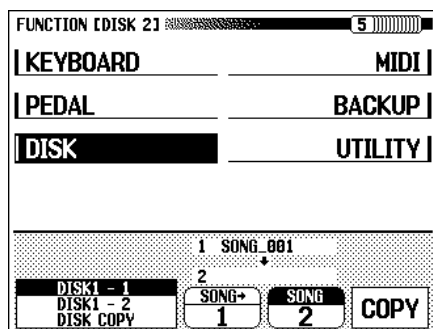 FUNCTION [DISK 2] 5
KEYBOARD MIDI
PEDAL BACKUP
DISK UTILITY
1 SONG_001
2
DISK1 - 1
DISK1 - 2
DISK COPY
SONG→ 1
SONG 2
COPY